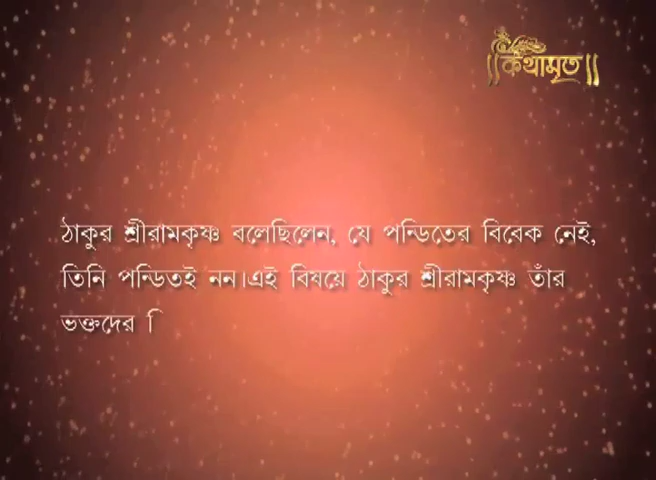 ।।কথামৃত।।
ঠাকুর শ্রীরামকৃষ্ণ বলেছিলেন, যে পন্ডিতের বিবেক নেই,
তিনি পন্ডিতই নন।এই বিষয়ে ঠাকুর শ্রীরামকৃষ্ণ তাঁর
ভক্তদের ি